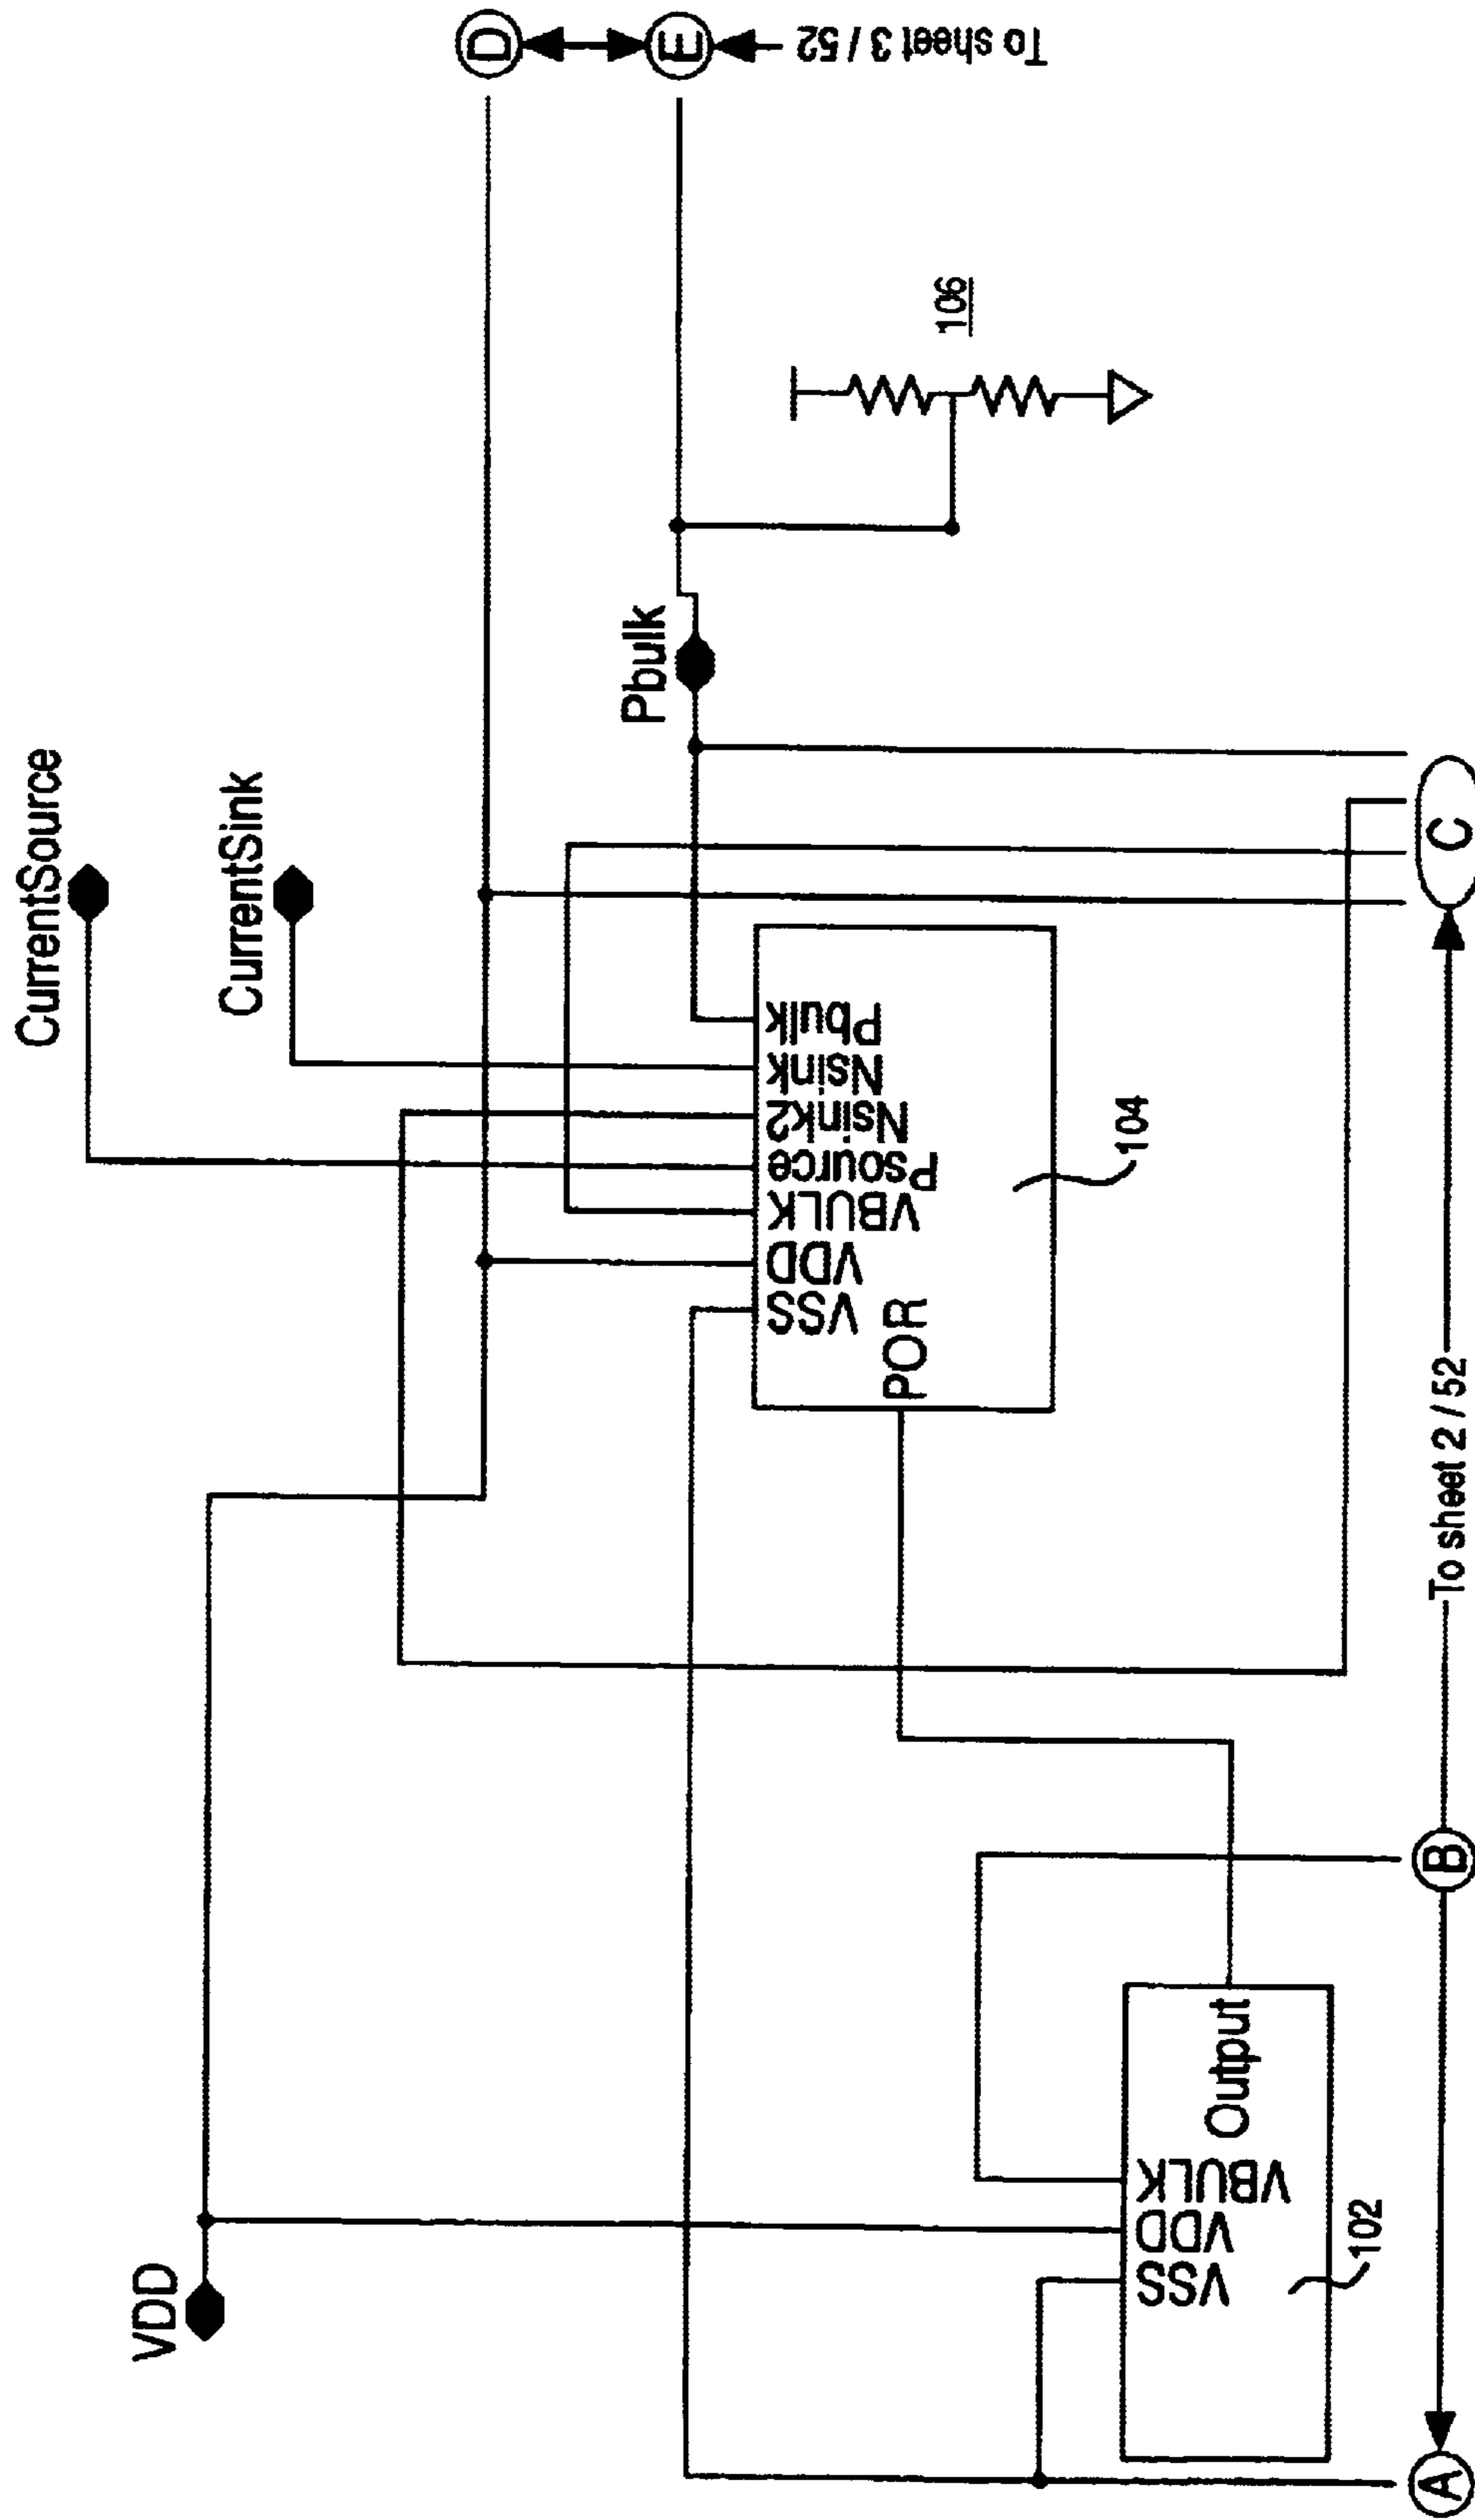 CurrentSource
CurrentSink
VDD
Pbulk
D
E
To sheet 3 / 52
106
VSS
VDD
VBULK
Psource
Nsink2
Nsink
Pbulk
POR
104
VSS
VDD
VBULK
Output
102
A
B
To sheet 2 / 52
C